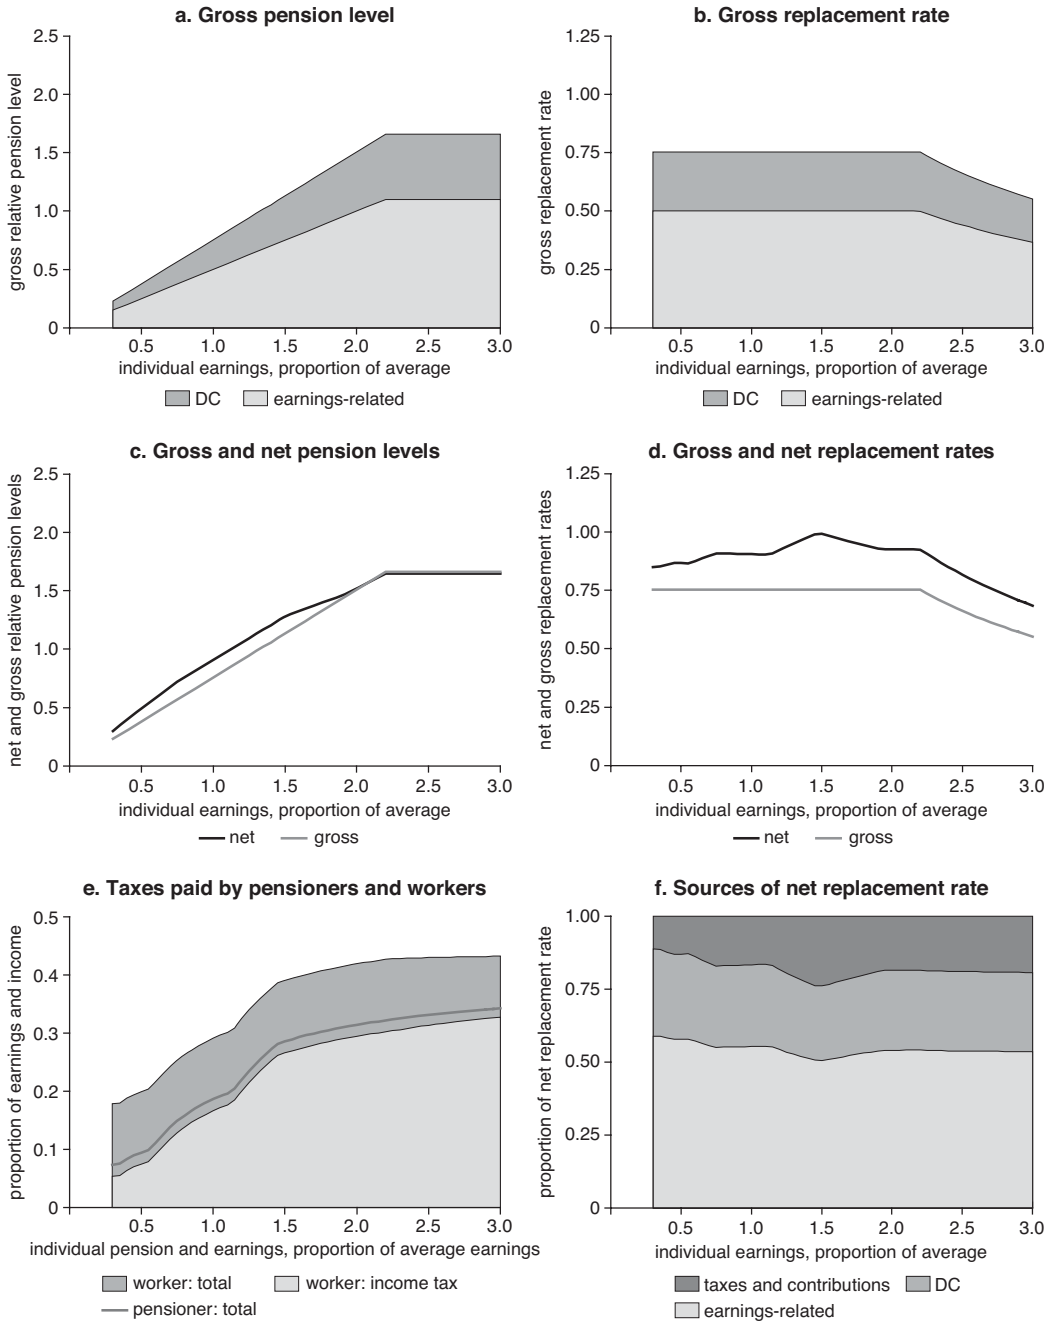 a. Gross pension level
gross relative pension level
2.5
2.0
1.5
1.0
0.5
0
0.5 1.0 1.5 2.0 2.5 3.0
individual earnings, proportion of average
DC earnings-related
b. Gross replacement rate
gross replacement rate
1.25
1.00
0.75
0.50
0.25
0
0.5 1.0 1.5 2.0 2.5 3.0
individual earnings, proportion of average
DC earnings-related
c. Gross and net pension levels
net and gross relative pension levels
2.5
2.0
1.5
1.0
0.5
0
0.5 1.0 1.5 2.0 2.5 3.0
individual earnings, proportion of average
net gross
d. Gross and net replacement rates
net and gross replacement rates
1.25
1.00
0.75
0.50
0.25
0
0.5 1.0 1.5 2.0 2.5 3.0
individual earnings, proportion of average
net gross
e. Taxes paid by pensioners and workers
proportion of earnings and income
0.5
0.4
0.3
0.2
0.1
0
0.5 1.0 1.5 2.0 2.5 3.0
individual pension and earnings, proportion of average earnings
worker: total worker: income tax
pensioner: total
f. Sources of net replacement rate
proportion of net replacement rate
1.00
0.75
0.50
0.25
0
0.5 1.0 1.5 2.0 2.5 3.0
individual earnings, proportion of average
taxes and contributions DC
earnings-related